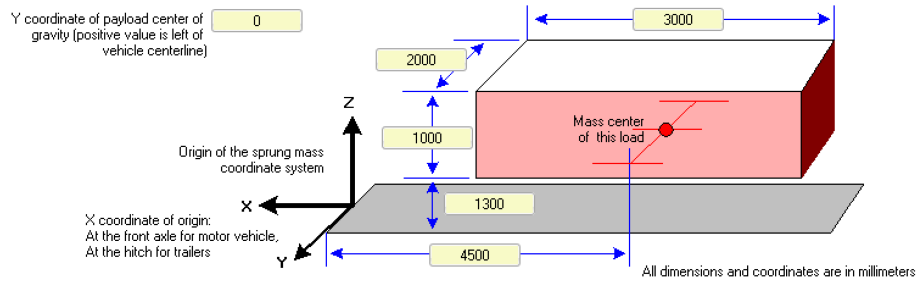 Y coordinate of payload center of
gravity (positive value is left of
vehicle centerline)
0
3000
2000
Z
1000
Mass center
of this load
Origin of the sprung mass
coordinate system
X
1300
X coordinate of origin:
At the front axle for motor vehicle,
At the hitch for trailers
Y
4500
All dimensions and coordinates are in millimeters